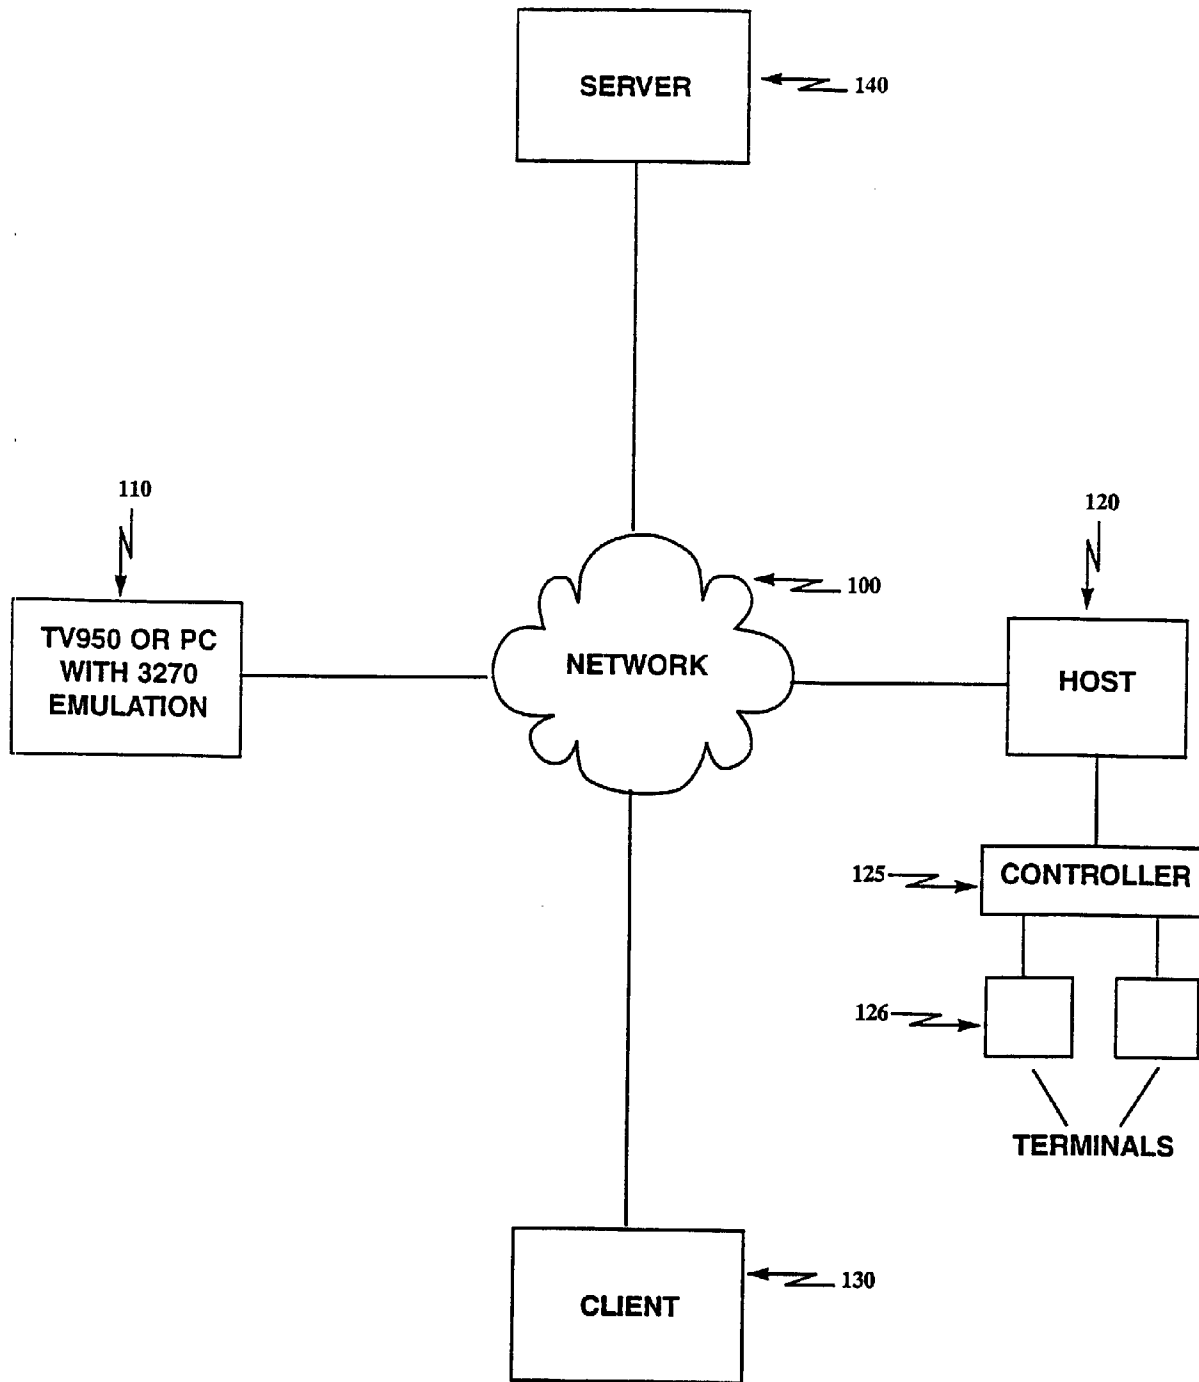 SERVER
140
110
120
100
TV950 OR PC
WITH 3270
EMULATION
NETWORK
HOST
125
CONTROLLER
126
TERMINALS
CLIENT
130